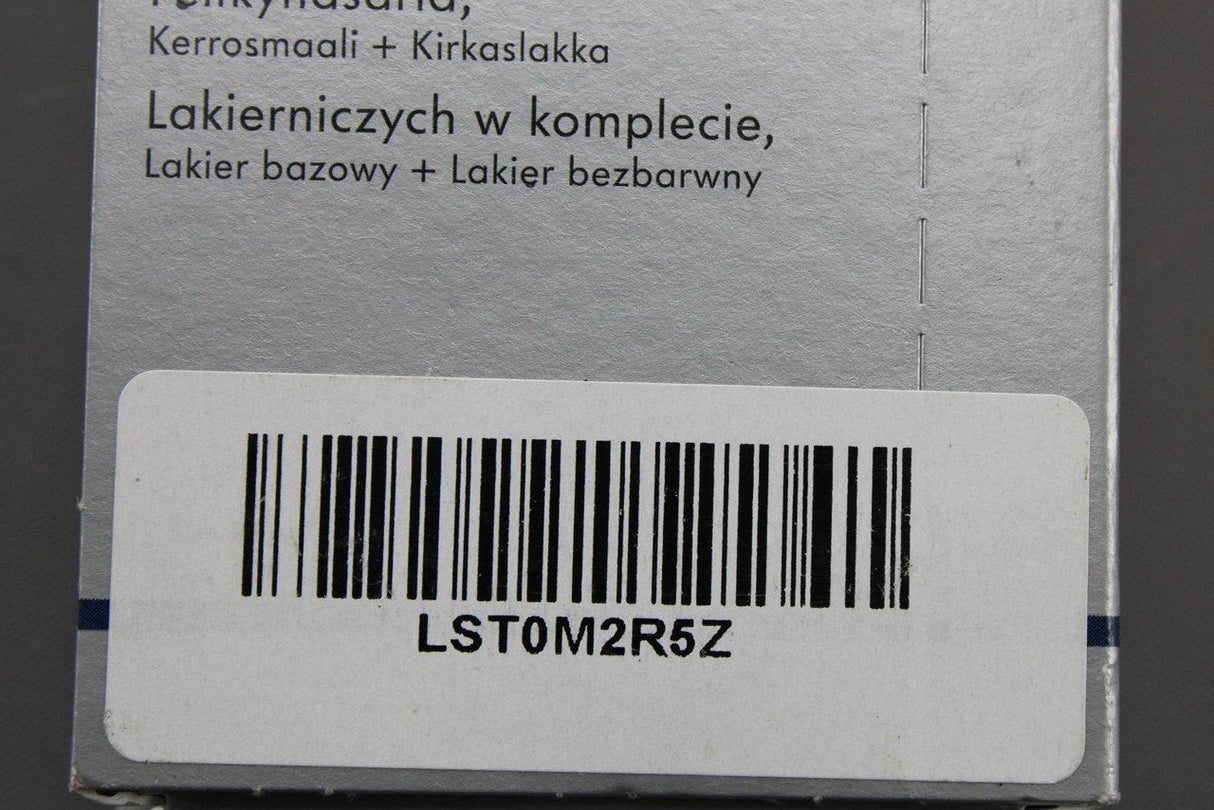 Kerrosmaali + Kirkaslakka
Lakierniczych w komplecie,
Lakier bazowy + Lakier bezbarwny
LST0M2R5Z